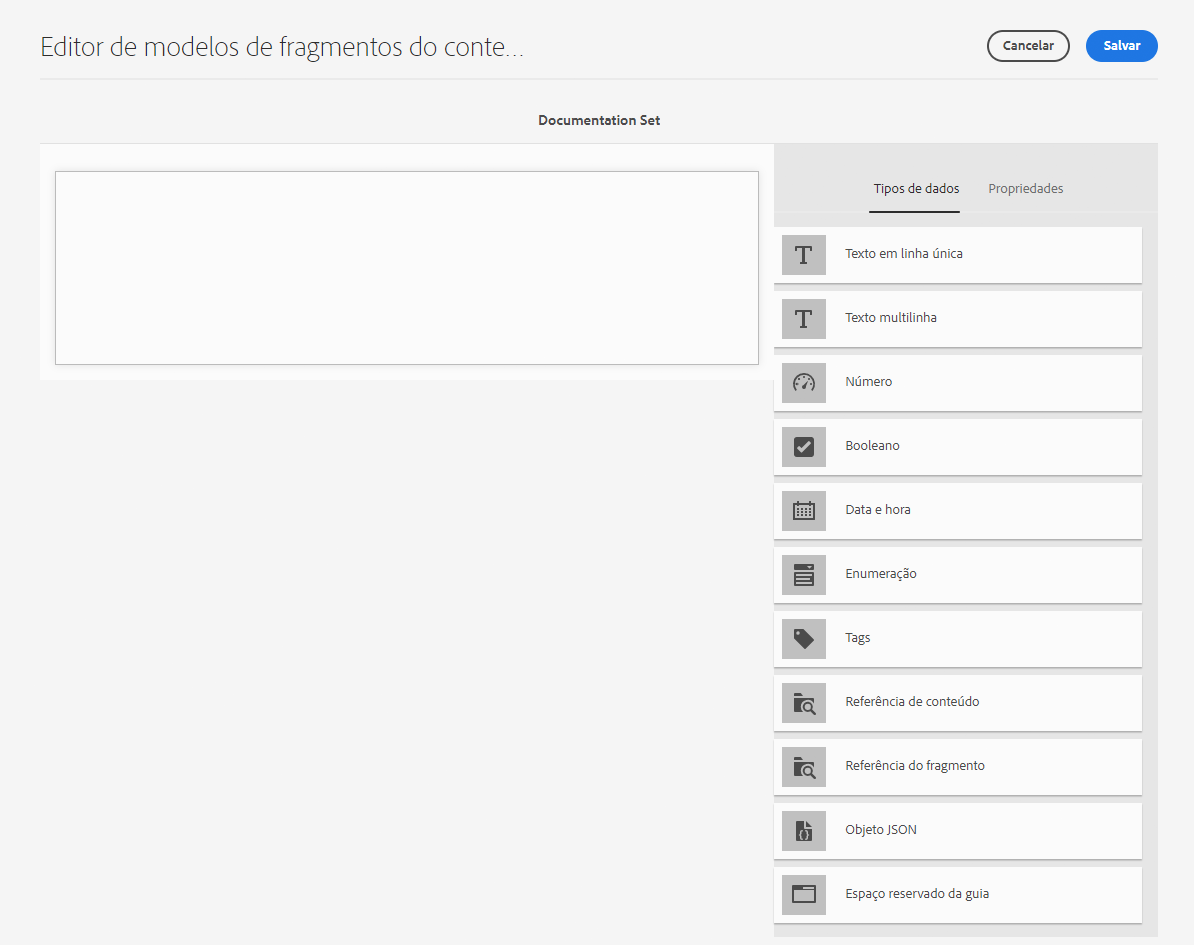 Editor de modelos de fragmentos do conte...
Cancelar
Salvar
Documentation Set
Tipos de dados
Propriedades
Texto em linha única
Texto multilinha
Número
Booleano
Data e hora
Enumeração
Tags
Referência de conteúdo
Referência do fragmento
Objeto JSON
Espaço reservado da guia